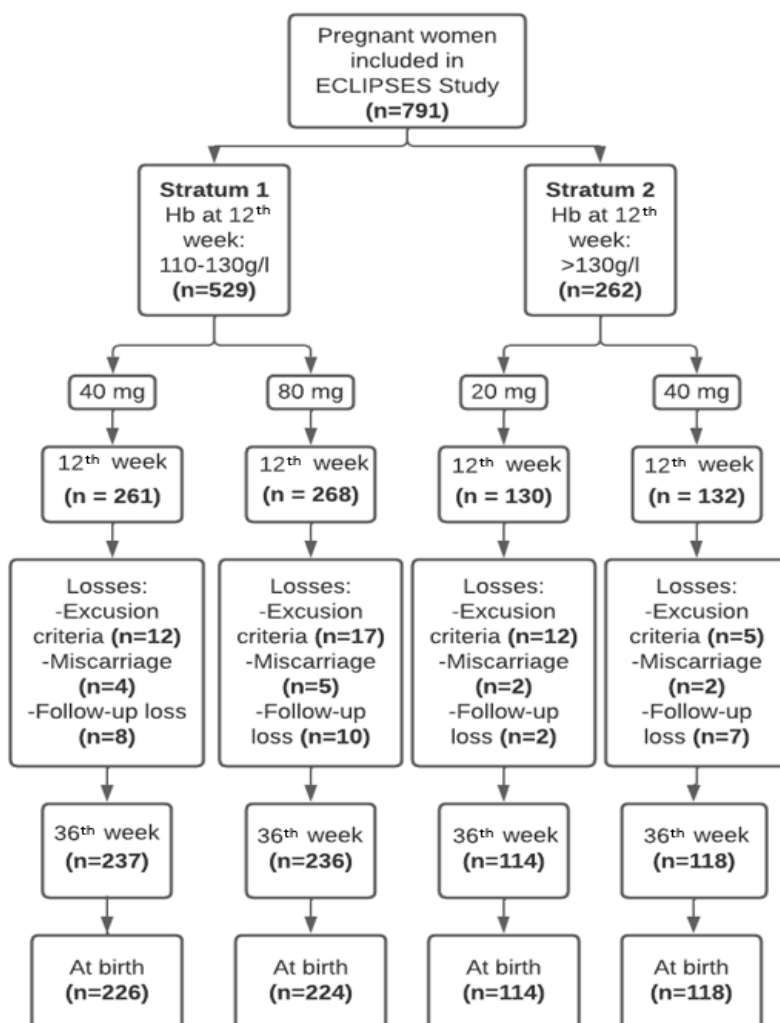 Pregnant women
included in
ECLIPSES Study
(n=791)
Stratum 1
Hb at 12th
week:
110-130g/l
(n=529)
Stratum 2
Hb at 12th
week:
>130g/l
(n=262)
40 mg
80 mg
20 mg
40 mg
12th week
(n = 261)
12th week
(n = 268)
12th week
(n = 130)
12th week
(n = 132)
Losses:
-Excusion
criteria (n=12)
-Miscarriage
(n=4)
-Follow-up loss
(n=8)
Losses:
-Excusion
criteria (n=17)
-Miscarriage
(n=5)
-Follow-up
loss (n=10)
Losses:
-Excusion
criteria (n=12)
-Miscarriage
(n=2)
-Follow-up
loss (n=2)
Losses:
-Excusion
criteria (n=5)
-Miscarriage
(n=2)
-Follow-up
loss (n=7)
36th week
(n=237)
36th week
(n=236)
36th week
(n=114)
36th week
(n=118)
At birth
(n=226)
At birth
(n=224)
At birth
(n=114)
At birth
(n=118)